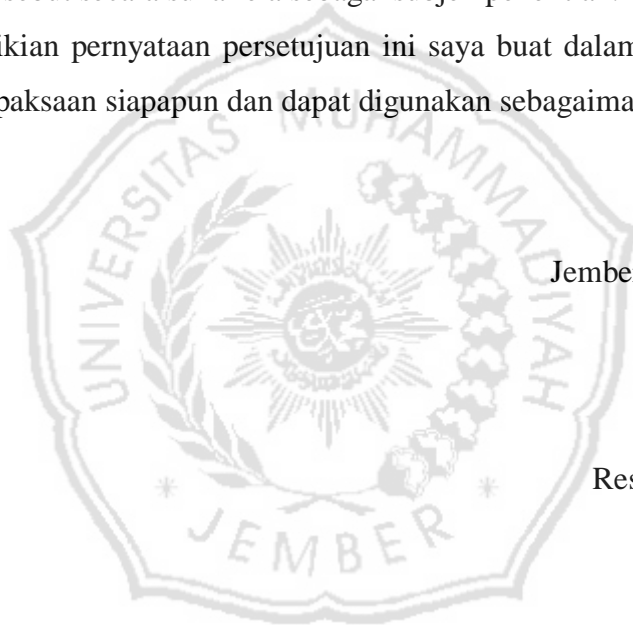 sebut secara sukarela sebagai subjek penelitian.
ikian pernyataan persetujuan ini saya buat dalam
paksaan siapapun dan dapat digunakan sebagaima
UNIVERSITAS MUHAMMADIYAH
Jember
Res
JEMBER